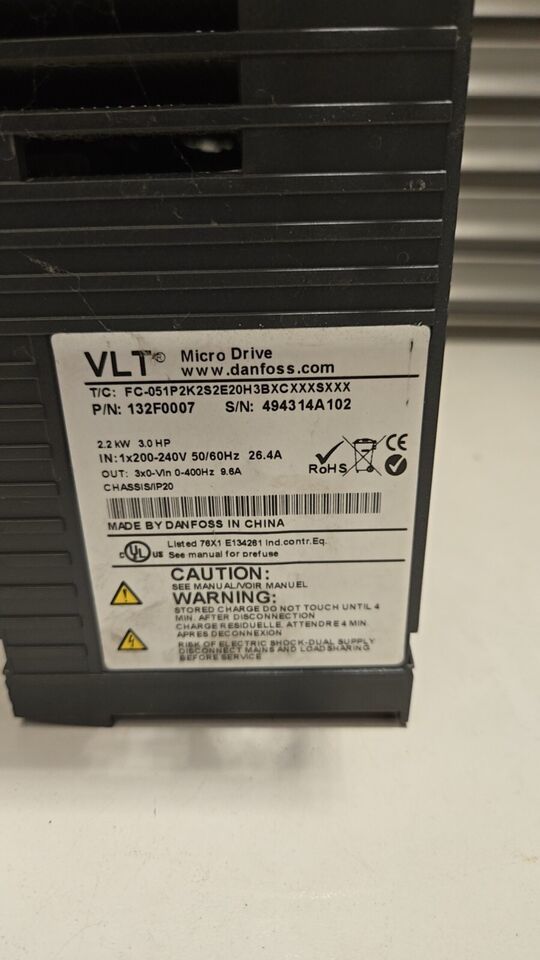 VLT® Micro Drive
www.danfoss.com
T/C: FC-051P2K2S2E20H3BXCXXXSXXX
P/N: 132F0007 S/N: 494314A102
2.2 kW 3.0 HP
IN: 1x200-240V 50/60Hz 26.4A
OUT: 3x0-Vin 0-400Hz 9.6A
CHASSIS/IP20
RoHS CE
MADE BY DANFOSS IN CHINA
c UL US Listed 76X1 E134261 Ind.contr.Eq.
See manual for prefuse
CAUTION:
SEE MANUAL/VOIR MANUEL
WARNING:
STORED CHARGE DO NOT TOUCH UNTIL 4
MIN. AFTER DISCONNECTION
CHARGE RESIDUELLE, ATTENDRE 4 MIN.
APRES DECONNEXION
RISK OF ELECTRIC SHOCK-DUAL SUPPLY
DISCONNECT MAINS AND LOADSHARING
BEFORE SERVICE